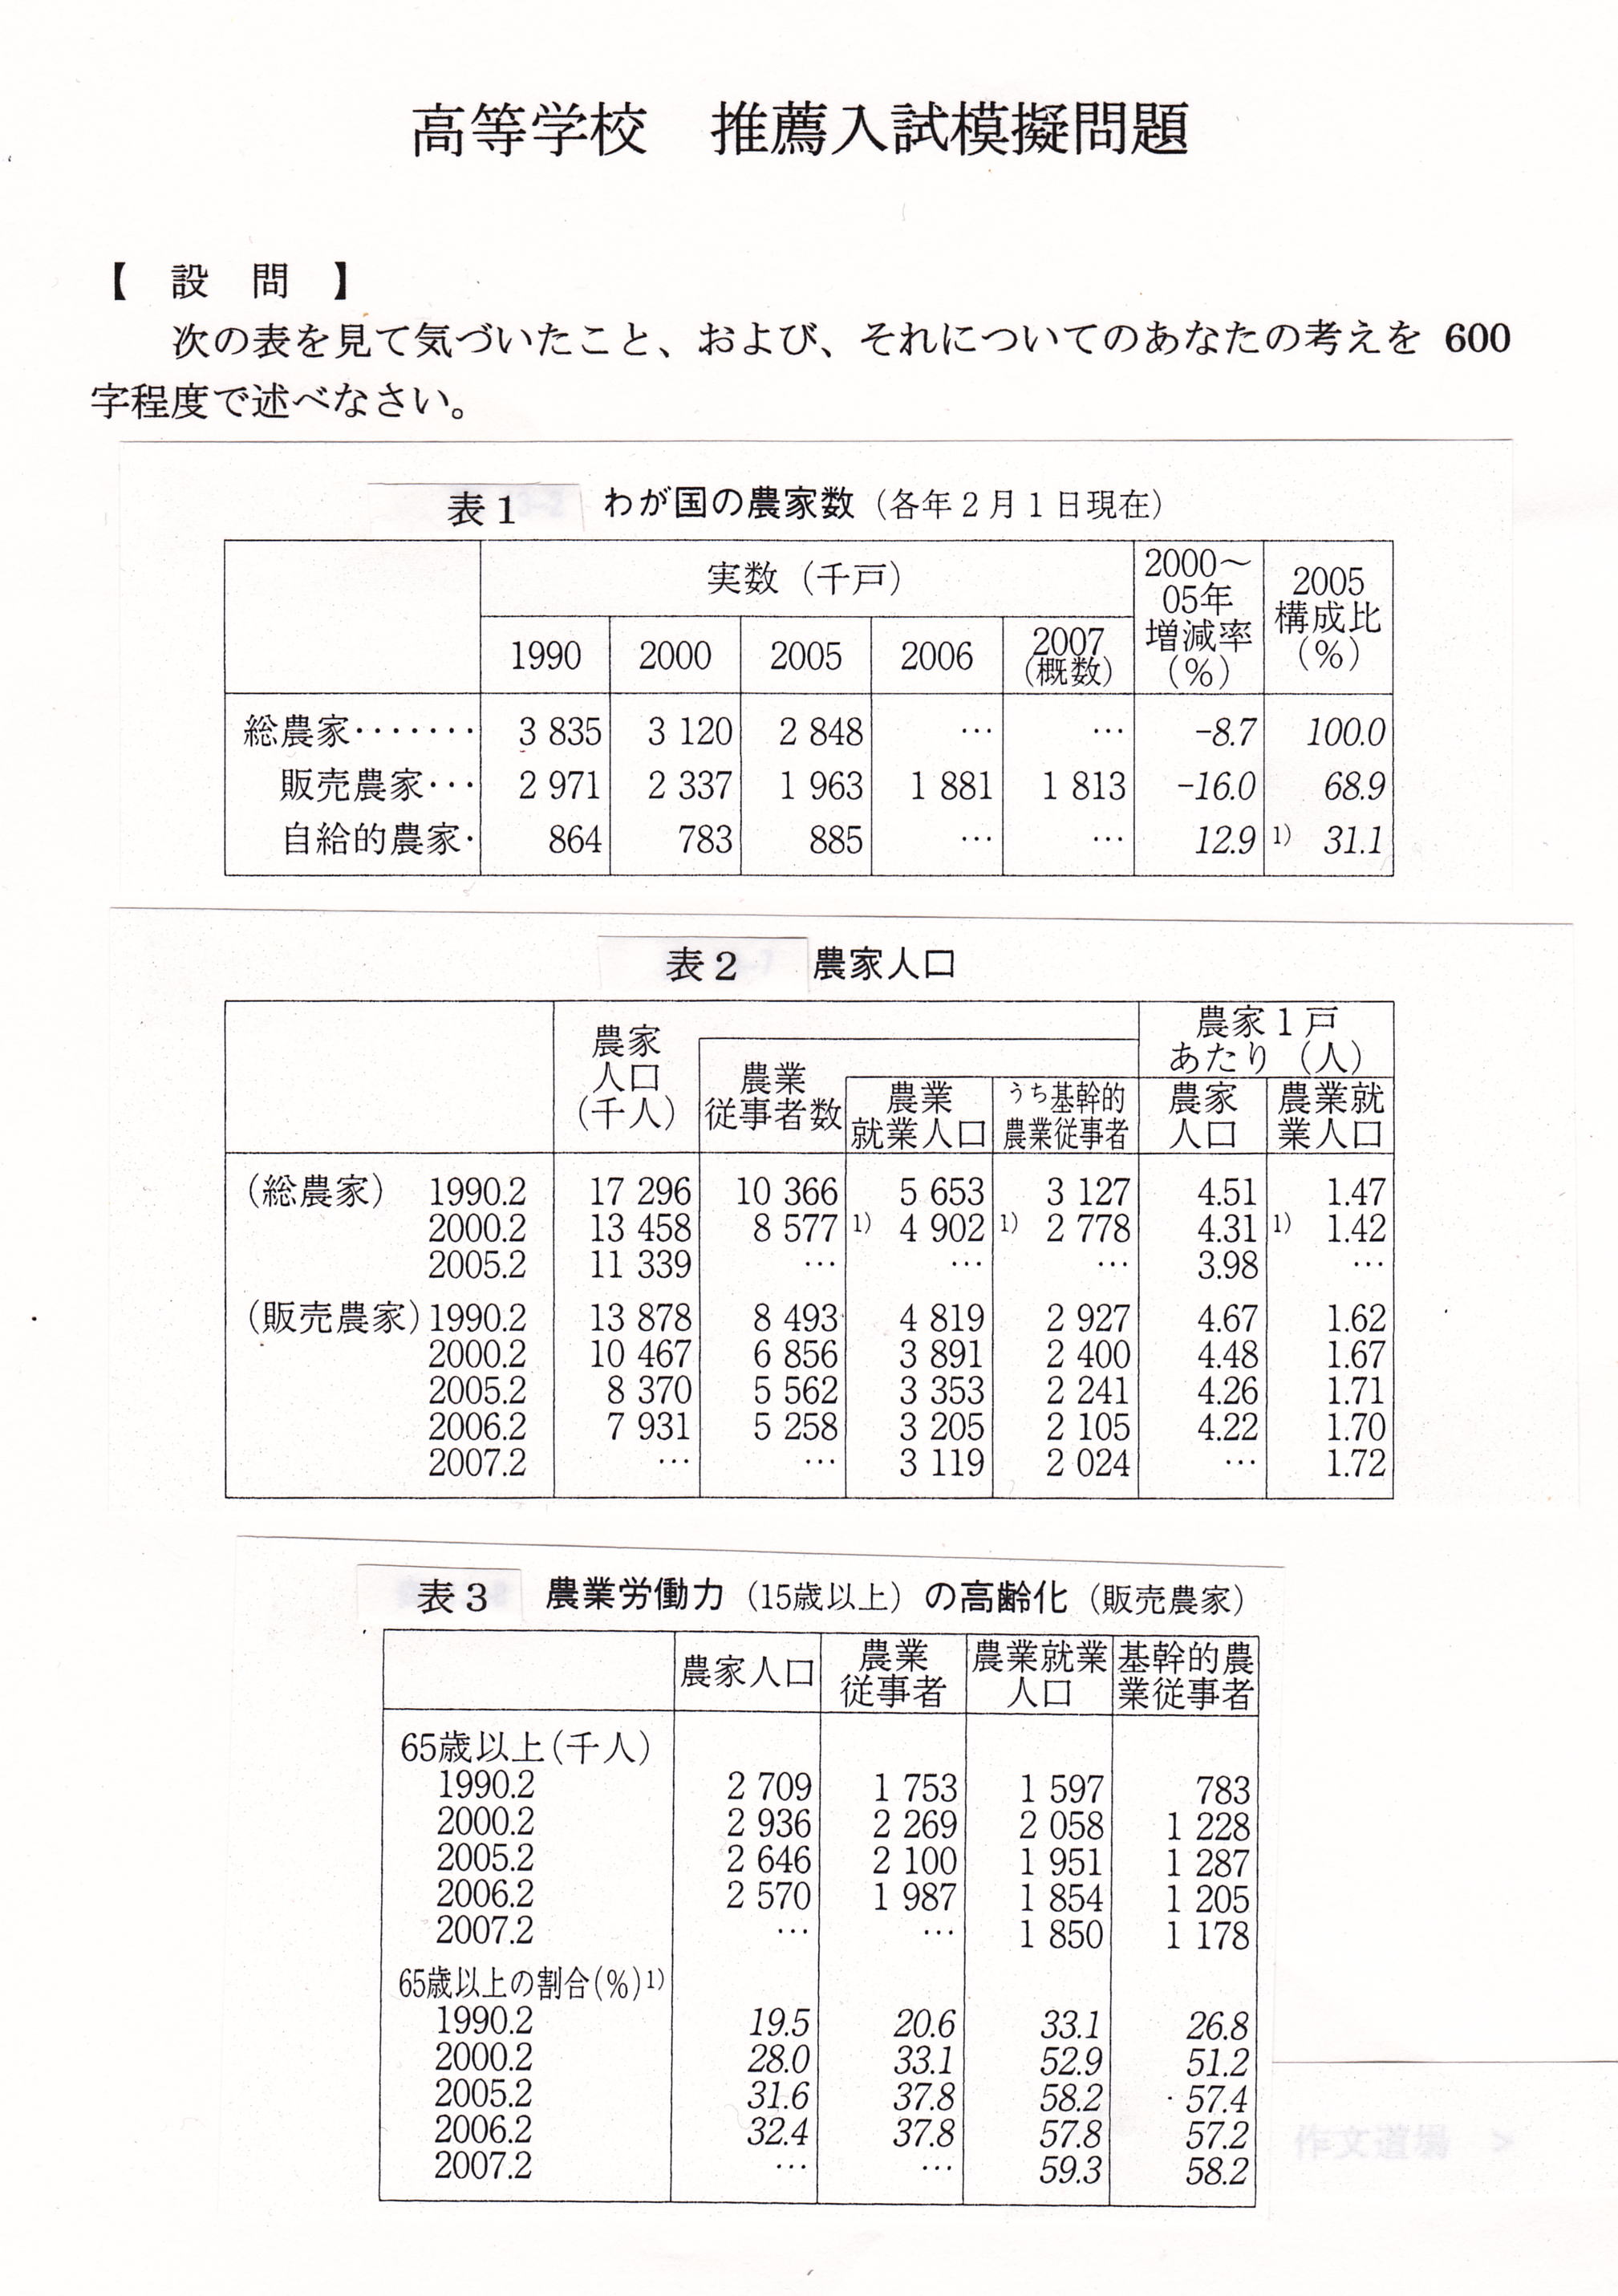 高等学校　推薦入試模擬問題
【　設　問　】
次の表を見て気づいたこと、および、それについてのあなたの考えを 600
字程度で述べなさい。
表1　わが国の農家数（各年2月1日現在）
実数（千戸）　2000～05年増減率（％）　2005構成比（％）
1990　2000　2005　2006　2007（概数）
総農家‥‥‥‥　3 835　3 120　2 848　…　…　-8.7　100.0
販売農家‥‥　2 971　2 337　1 963　1 881　1 813　-16.0　68.9
自給的農家・　864　783　885　…　…　12.9　1) 31.1
表2　農家人口
農家人口（千人）　農業従事者数　農業就業人口　うち基幹的農業従事者　農家1戸あたり（人）
農家人口　農業就業人口
（総農家）　1990.2　17 296　10 366　5 653　3 127　4.51　1.47
2000.2　13 458　8 577　1) 4 902　1) 2 778　4.31　1) 1.42
2005.2　11 339　…　…　…　3.98　…
（販売農家）1990.2　13 878　8 493　4 819　2 927　4.67　1.62
2000.2　10 467　6 856　3 891　2 400　4.48　1.67
2005.2　8 370　5 562　3 353　2 241　4.26　1.71
2006.2　7 931　5 258　3 205　2 105　4.22　1.70
2007.2　…　…　3 119　2 024　…　1.72
表3　農業労働力（15歳以上）の高齢化（販売農家）
農家人口　農業従事者　農業就業人口　基幹的農業従事者
65歳以上（千人）
1990.2　2 709　1 753　1 597　783
2000.2　2 936　2 269　2 058　1 228
2005.2　2 646　2 100　1 951　1 287
2006.2　2 570　1 987　1 854　1 205
2007.2　…　…　1 850　1 178
65歳以上の割合（％）1)
1990.2　19.5　20.6　33.1　26.8
2000.2　28.0　33.1　52.9　51.2
2005.2　31.6　37.8　58.2　57.4
2006.2　32.4　37.8　57.8　57.2
2007.2　…　…　59.3　58.2
作文道場　>